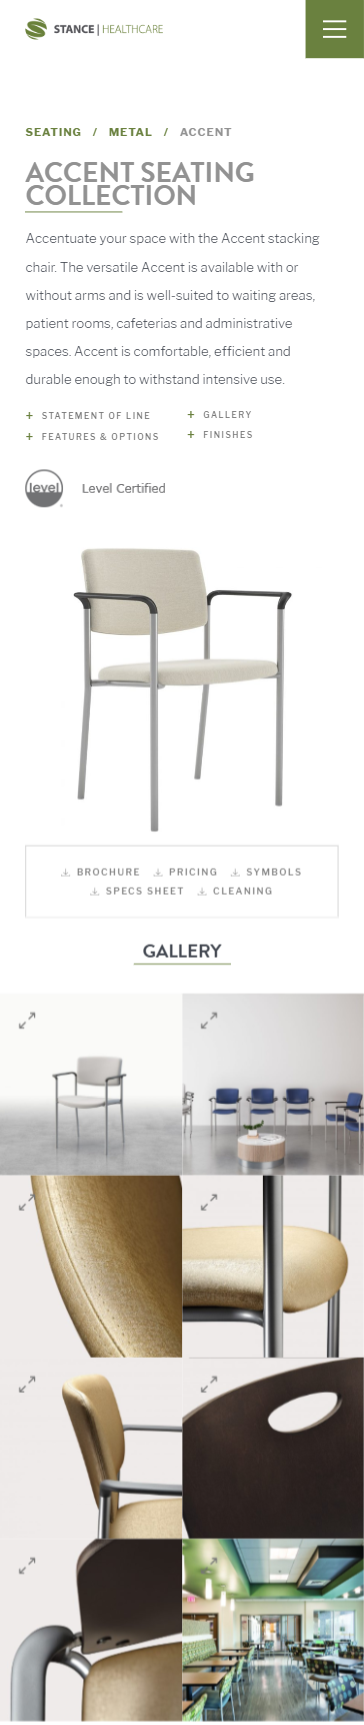 STANCE | HEALTHCARE
SEATING / METAL / ACCENT
ACCENT SEATING
COLLECTION
Accentuate your space with the Accent stacking
chair. The versatile Accent is available with or
without arms and is well-suited to waiting areas,
patient rooms, cafeterias and administrative
spaces. Accent is comfortable, efficient and
durable enough to withstand intensive use.
+ STATEMENT OF LINE
+ GALLERY
+ FEATURES & OPTIONS
+ FINISHES
level
Level Certified
BROCHURE PRICING SYMBOLS
SPECS SHEET CLEANING
GALLERY